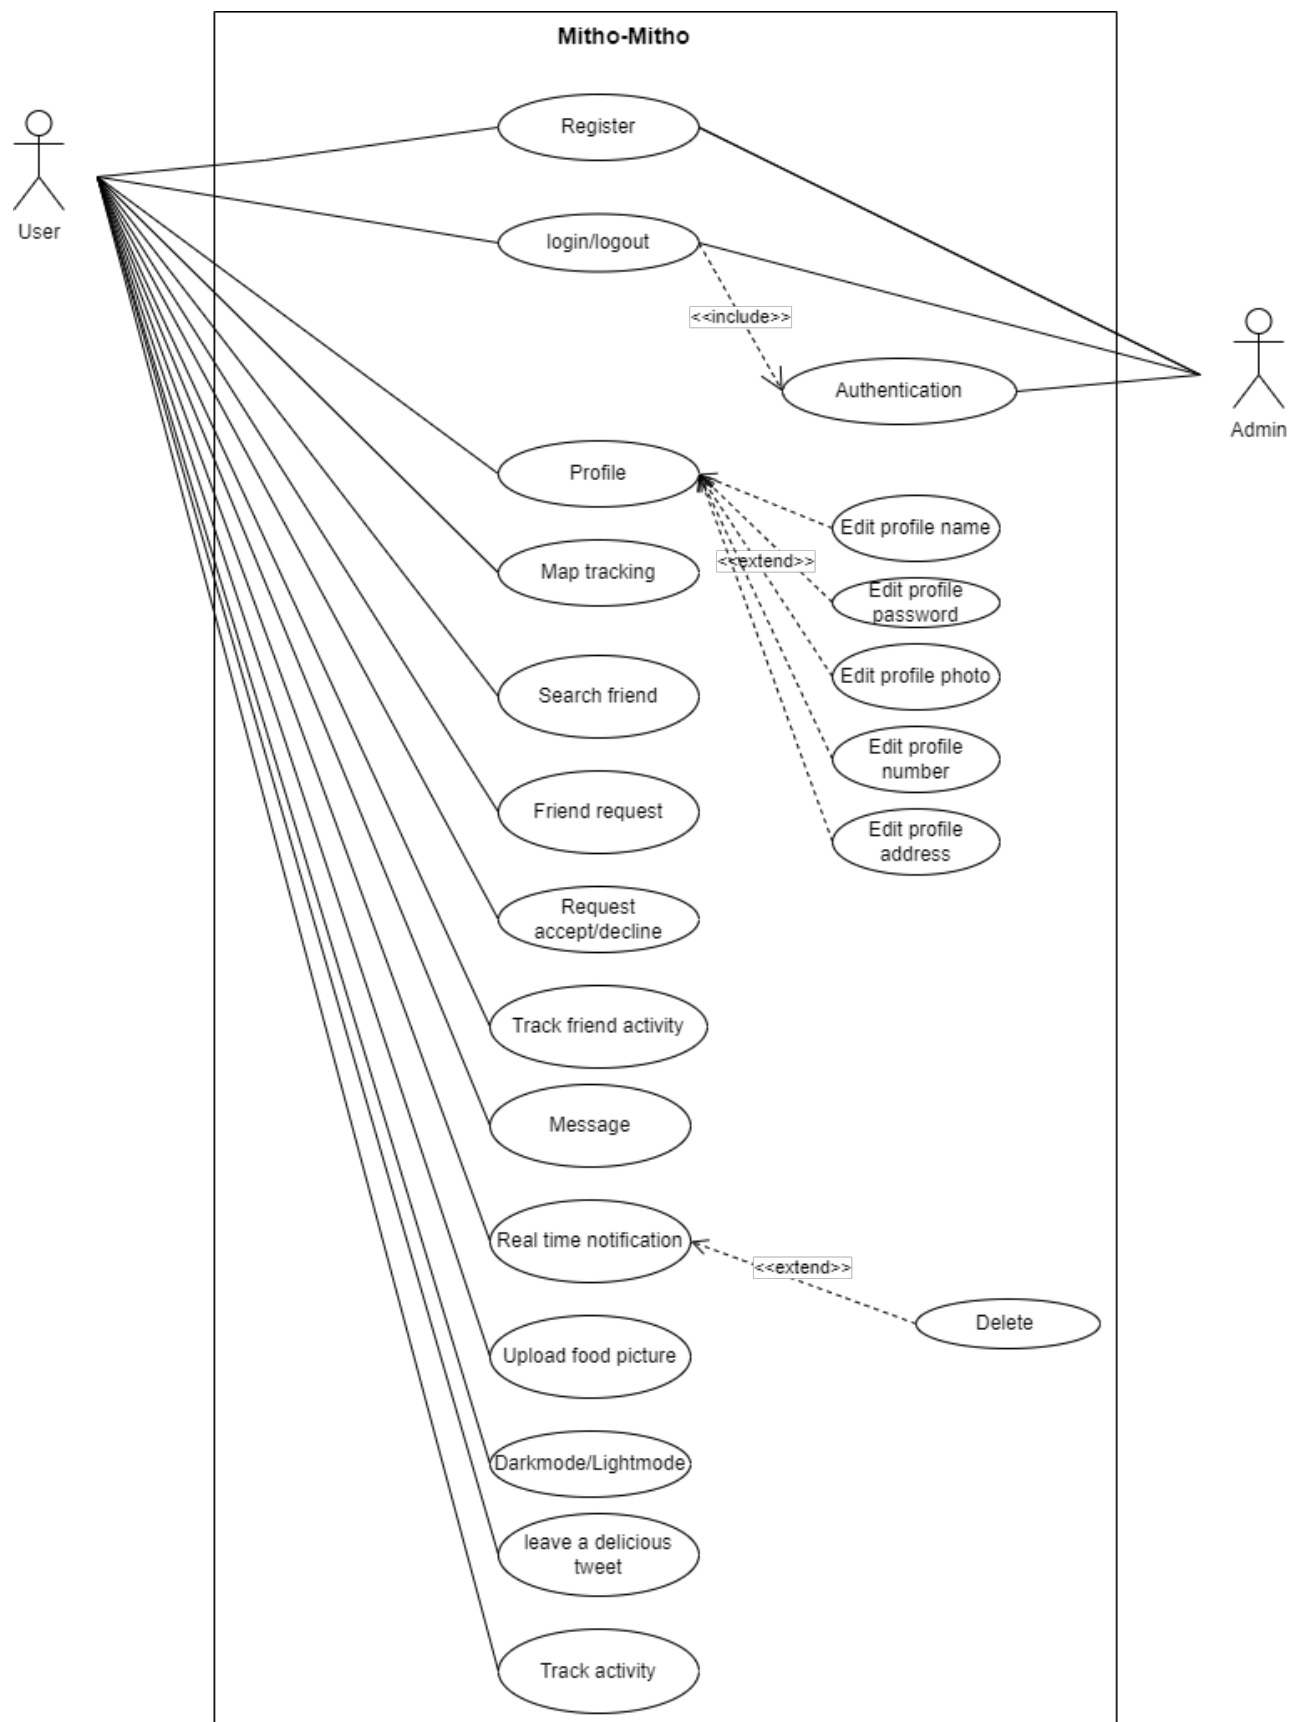 Mitho-Mitho
Register
User
login/logout
<<include>>
Authentication
Admin
Profile
Edit profile name
<<extend>>
Map tracking
Edit profile
password
Edit profile photo
Search friend
Edit profile
number
Friend request
Edit profile
address
Request
accept/decline
Track friend activity
Message
Real time notification
<<extend>>
Delete
Upload food picture
Darkmode/Lightmode
leave a delicious
tweet
Track activity